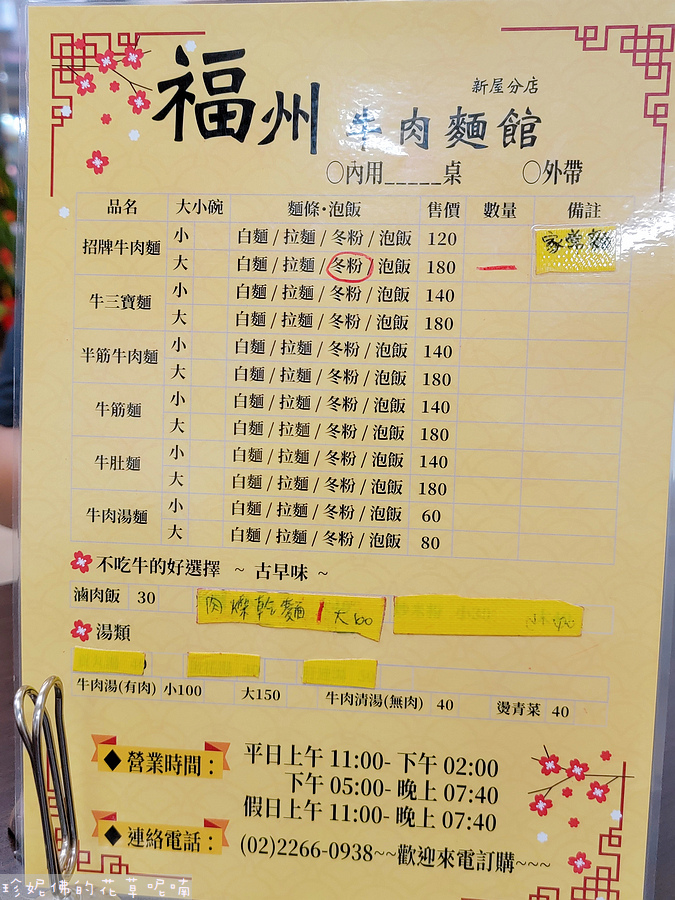 福州牛肉麵館
新屋分店
○內用_____桌 ○外帶
品名 大小碗 麵條·泡飯 售價 數量 備註
招牌牛肉麵 小 白麵/拉麵/冬粉/泡飯 120 家常麵
大 白麵/拉麵/冬粉/泡飯 180
牛三寶麵 小 白麵/拉麵/冬粉/泡飯 140
大 白麵/拉麵/冬粉/泡飯 180
半筋牛肉麵 小 白麵/拉麵/冬粉/泡飯 140
大 白麵/拉麵/冬粉/泡飯 180
牛筋麵 小 白麵/拉麵/冬粉/泡飯 140
大 白麵/拉麵/冬粉/泡飯 180
牛肚麵 小 白麵/拉麵/冬粉/泡飯 140
大 白麵/拉麵/冬粉/泡飯 180
牛肉湯麵 小 白麵/拉麵/冬粉/泡飯 60
大 白麵/拉麵/冬粉/泡飯 80
不吃牛的好選擇 ~ 古早味 ~
滷肉飯 30 肉燥乾麵 大60
湯類
牛肉湯(有肉) 小100 大150 牛肉清湯(無肉) 40 燙青菜 40
◆營業時間： 平日上午 11:00- 下午 02:00
下午 05:00- 晚上 07:40
假日上午 11:00- 晚上 07:40
◆連絡電話： (02)2266-0938~~歡迎來電訂購~~~
珍妮佛的花草呢喃